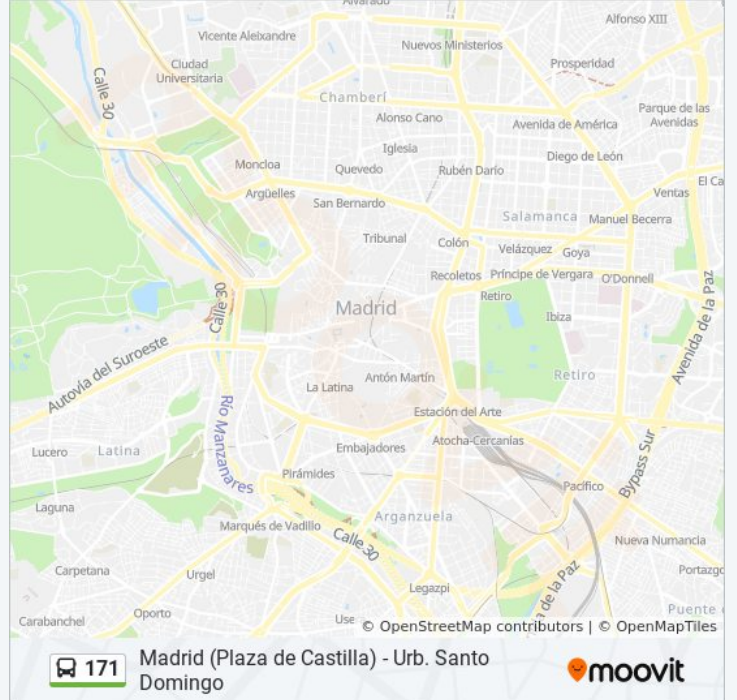 Alvarado
Alfonso XIII
Vicente Aleixandre
Nuevos Ministerios
Ciudad
Universitaria
Prosperidad
Calle 30
Chamberí
Parque de las
Avenidas
Alonso Cano
Avenida de América
Iglesia
Diego de León
Moncloa
Quevedo
Rubén Darío
El Ca
Argüelles
Ventas
San Bernardo
Salamanca
Manuel Becerra
Tribunal
Colón
Velázquez
Goya
Recoletos
Príncipe de Vergara
O'Donnell
Retiro
Calle 30
Madrid
Ibiza
Avenida de la Paz
Autovía del Suroeste
Retiro
Antón Martín
La Latina
Estación del Arte
Río Manzanares
Atocha-Cercanías
Lucero
Latina
Embajadores
Bypass Sur
Pirámides
Pacífico
Laguna
Arganzuela
Marqués de Vadillo
Calle 30
Nueva Numancia
Carpetana
Urgel
Portazgo
Legazpi
a de la Paz
Oporto
Puente
Carabanchel
Use
© OpenStreetMap contributors | © OpenMapTiles
171
Madrid (Plaza de Castilla) - Urb. Santo
Domingo
moovit